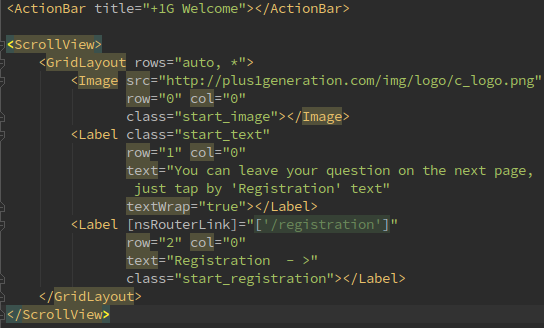 <ActionBar title="+1G Welcome"></ActionBar>
<ScrollView>
<GridLayout rows="auto, *">
<Image src="http://plus1generation.com/img/logo/c_logo.png"
row="0" col="0"
class="start_image"></Image>
<Label class="start_text"
row="1" col="0"
text="You can leave your question on the next page,
just tap by 'Registration' text"
textWrap="true"></Label>
<Label [nsRouterLink]="['/registration']"
row="2" col="0"
text="Registration  - >"
class="start_registration"></Label>
</GridLayout>
</ScrollView>